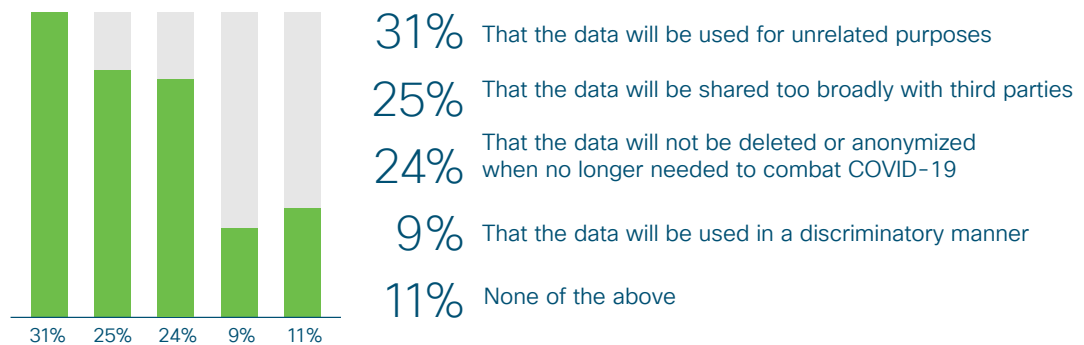 31% That the data will be used for unrelated purposes
25% That the data will be shared too broadly with third parties
That the data will not be deleted or anonymized
24% when no longer needed to combat COVID-19
9% That the data will be used in a discriminatory manner
11% None of the above
31% 25% 24% 9% 11%